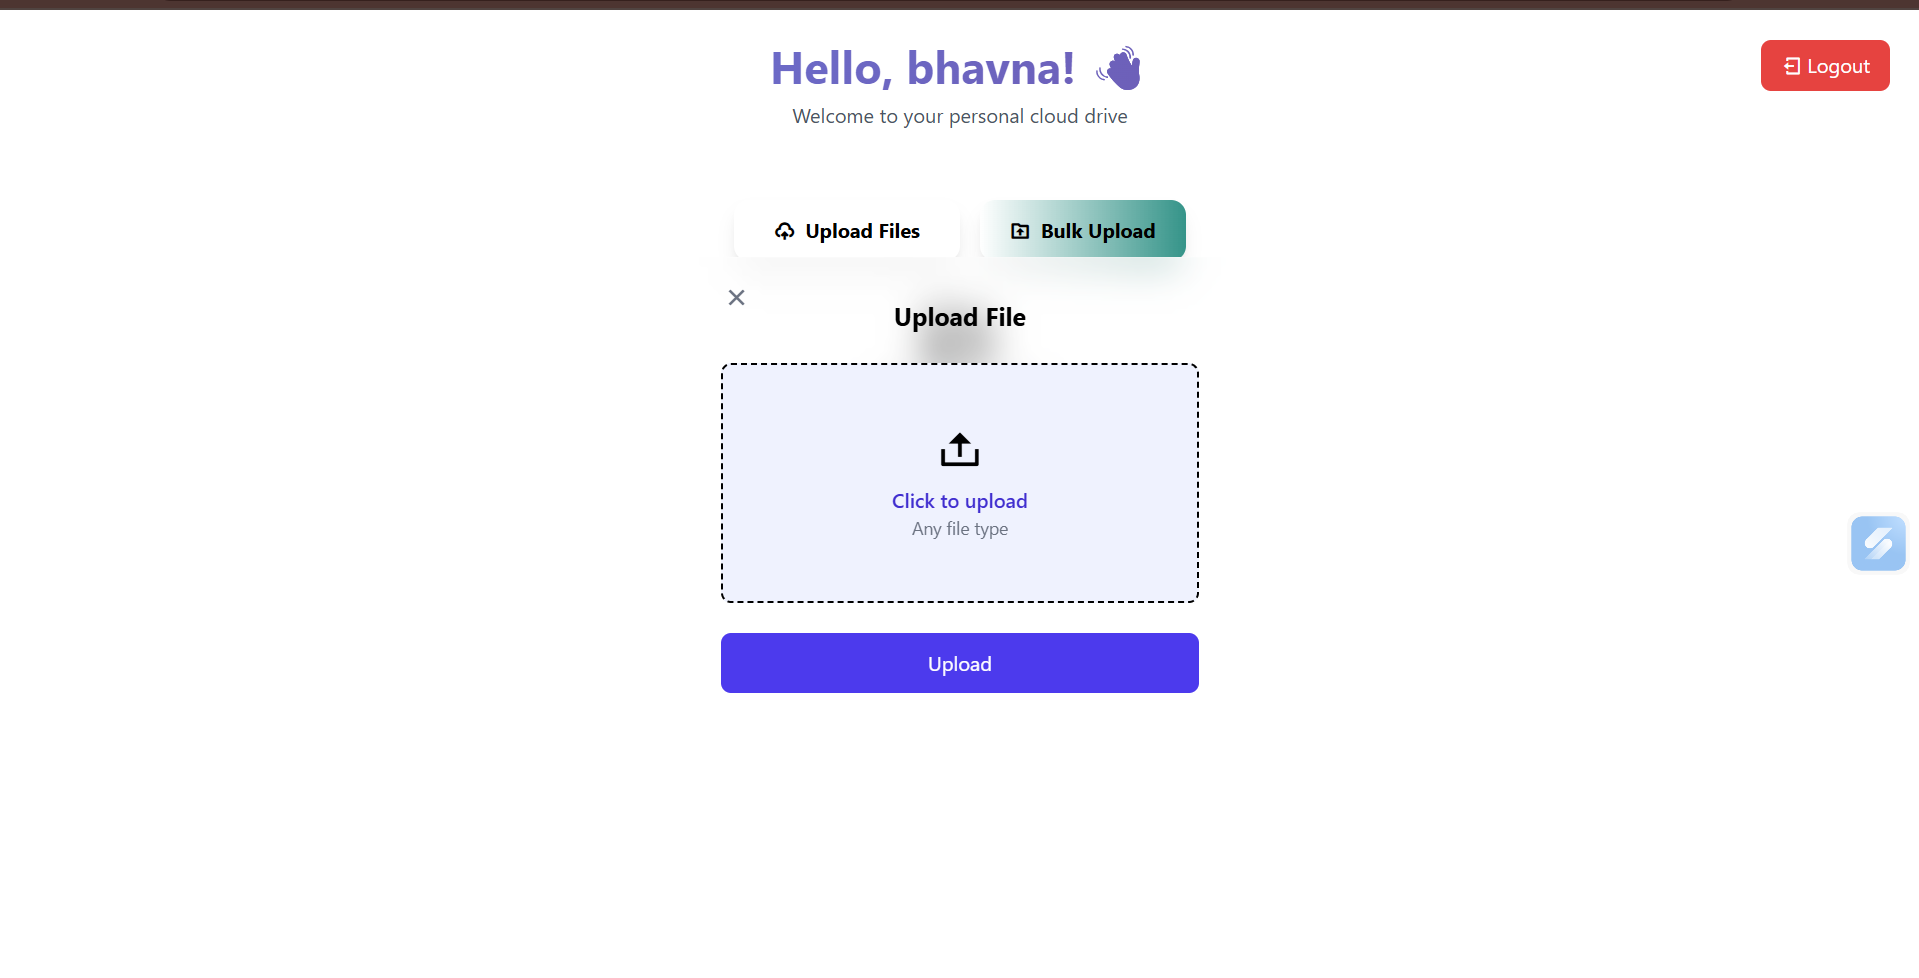 Hello, bhavna!
Logout
Welcome to your personal cloud drive
Upload Files
Bulk Upload
Upload File
Click to upload
Any file type
Upload